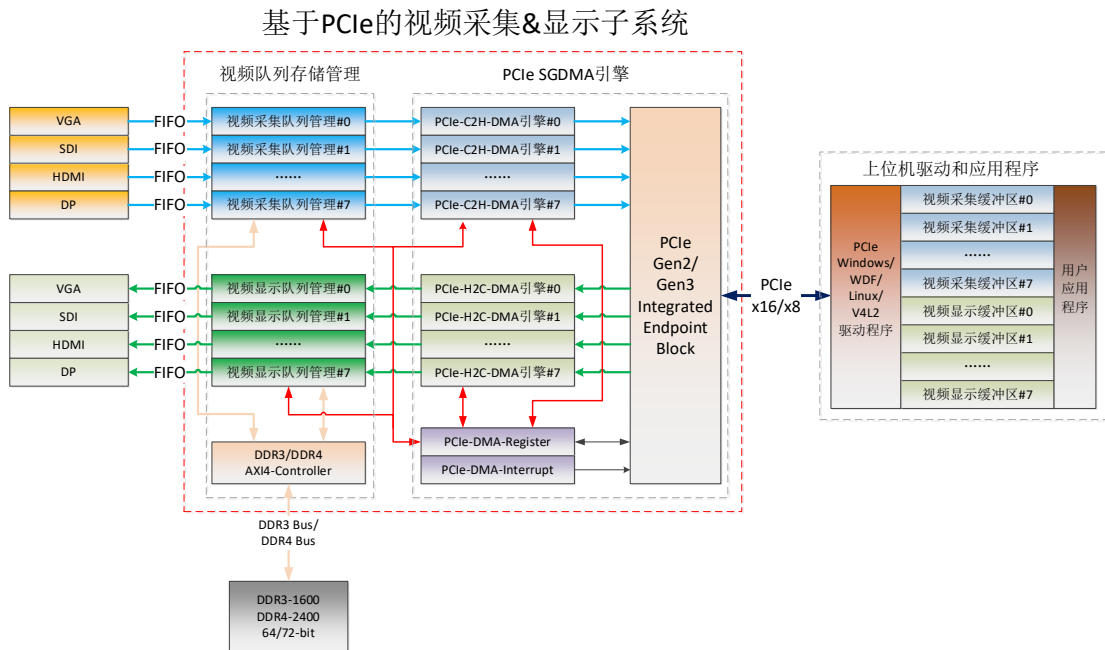 基于PCIe的视频采集&显示子系统
视频队列存储管理
PCIe SGDMA引擎
VGA
SDI
HDMI
DP
FIFO
FIFO
FIFO
FIFO
视频采集队列管理#0
视频采集队列管理#1
……
视频采集队列管理#7
PCIe-C2H-DMA引擎#0
PCIe-C2H-DMA引擎#1
……
PCIe-C2H-DMA引擎#7
VGA
SDI
HDMI
DP
FIFO
FIFO
FIFO
FIFO
视频显示队列管理#0
视频显示队列管理#1
……
视频显示队列管理#7
PCIe-H2C-DMA引擎#0
PCIe-H2C-DMA引擎#1
……
PCIe-H2C-DMA引擎#7
DDR3/DDR4
AXI4-Controller
PCIe-DMA-Register
PCIe-DMA-Interrupt
PCIe
Gen2/
Gen3
Integrated
Endpoint
Block
PCIe
x16/x8
上位机驱动和应用程序
PCIe
Windows/
WDF/
Linux/
V4L2
驱动程序
视频采集缓冲区#0
视频采集缓冲区#1
……
视频采集缓冲区#7
视频显示缓冲区#0
视频显示缓冲区#1
……
视频显示缓冲区#7
用户
应用
程序
DDR3 Bus/
DDR4 Bus
DDR3-1600
DDR4-2400
64/72-bit